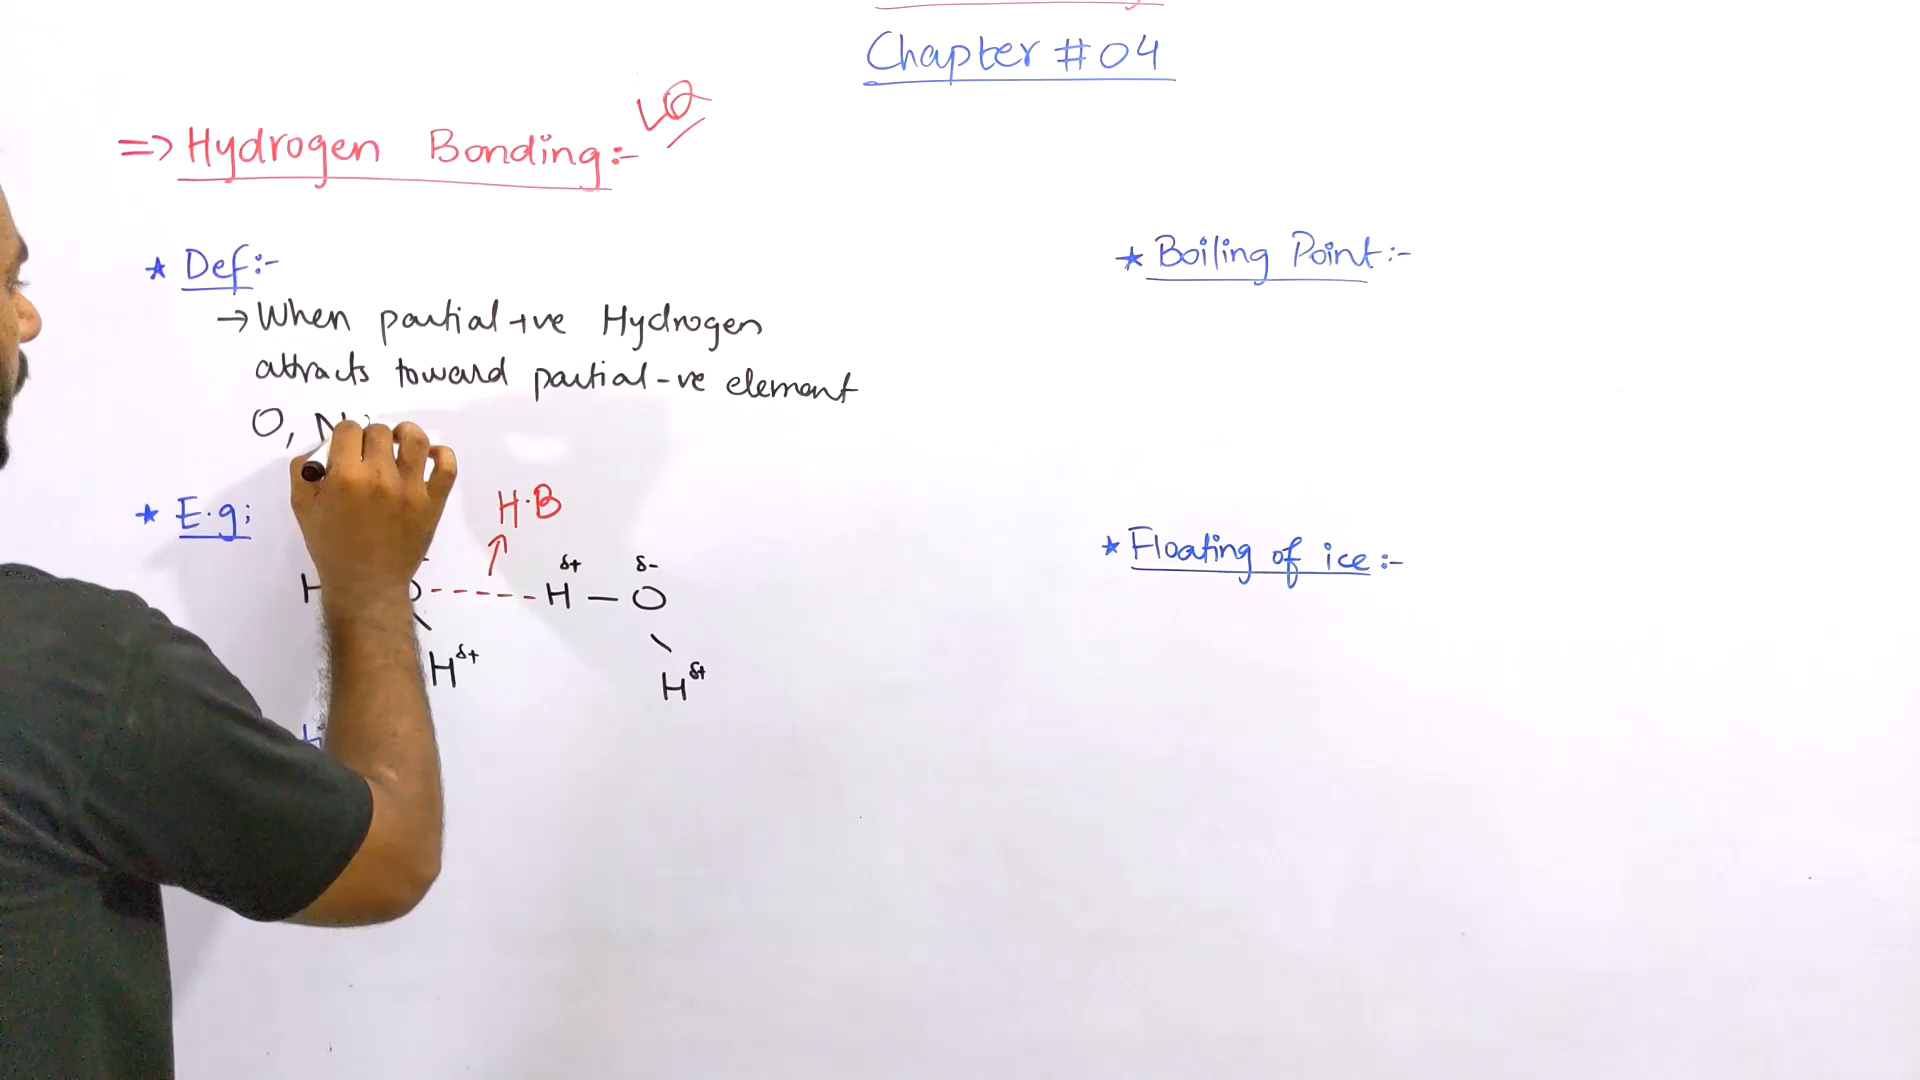 Chapter #04
=> Hydrogen Bonding:-
LQ
* Def:-
→ When partial +ve Hydrogen
attracts toward partial -ve element
O, N
* E.g:
H.B
δ+ δ-
H O ----- H — O
H δ+
H δ+
* Boiling Point:-
* Floating of ice:-